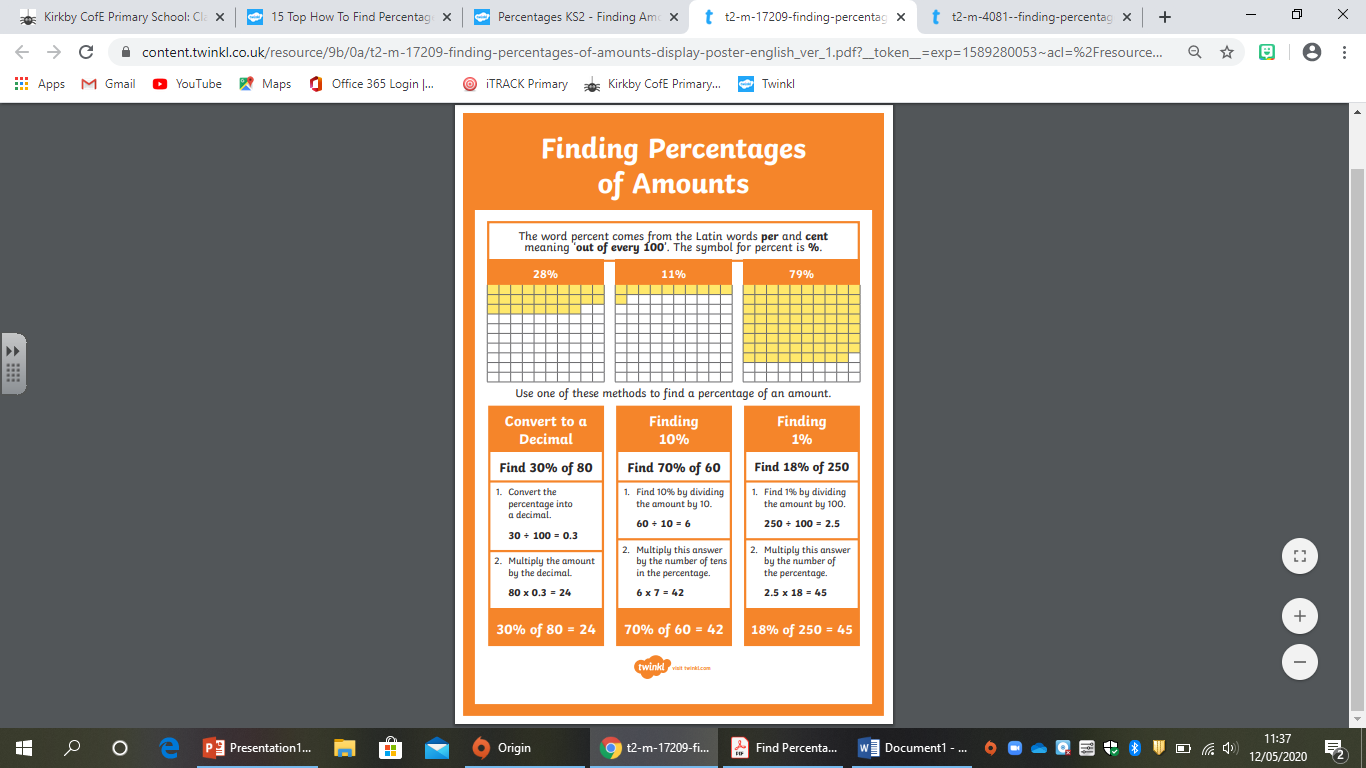 Kirkby CofE Primary School: Cla
15 Top How To Find Percentage
Percentages KS2 - Finding Amo
t2-m-17209-finding-percentag
t2-m-4081--finding-percentag
content.twinkl.co.uk/resource/9b/0a/t2-m-17209-finding-percentages-of-amounts-display-poster-english_ver_1.pdf?__token__=exp=1589280053~acl=%2Fresource...
Apps
Gmail
YouTube
Maps
Office 365 Login |...
iTRACK Primary
Kirkby CofE Primary...
Twinkl
Finding Percentages
of Amounts
The word percent comes from the Latin words per and cent
meaning 'out of every 100'. The symbol for percent is %.
28%
11%
79%
Use one of these methods to find a percentage of an amount.
Convert to a
Decimal
Find 30% of 80
1. Convert the
percentage into
a decimal.
30 ÷ 100 = 0.3
2. Multiply the amount
by the decimal.
80 x 0.3 = 24
30% of 80 = 24
Finding
10%
Find 70% of 60
1. Find 10% by dividing
the amount by 10.
60 ÷ 10 = 6
2. Multiply this answer
by the number of tens
in the percentage.
6 x 7 = 42
70% of 60 = 42
Finding
1%
Find 18% of 250
1. Find 1% by dividing
the amount by 100.
250 ÷ 100 = 2.5
2. Multiply this answer
by the number of
the percentage.
2.5 x 18 = 45
18% of 250 = 45
twinkl
visit twinkl.com
Presentation1...
Origin
t2-m-17209-fi...
Find Percenta...
Document1 - ...
11:37
12/05/2020
2